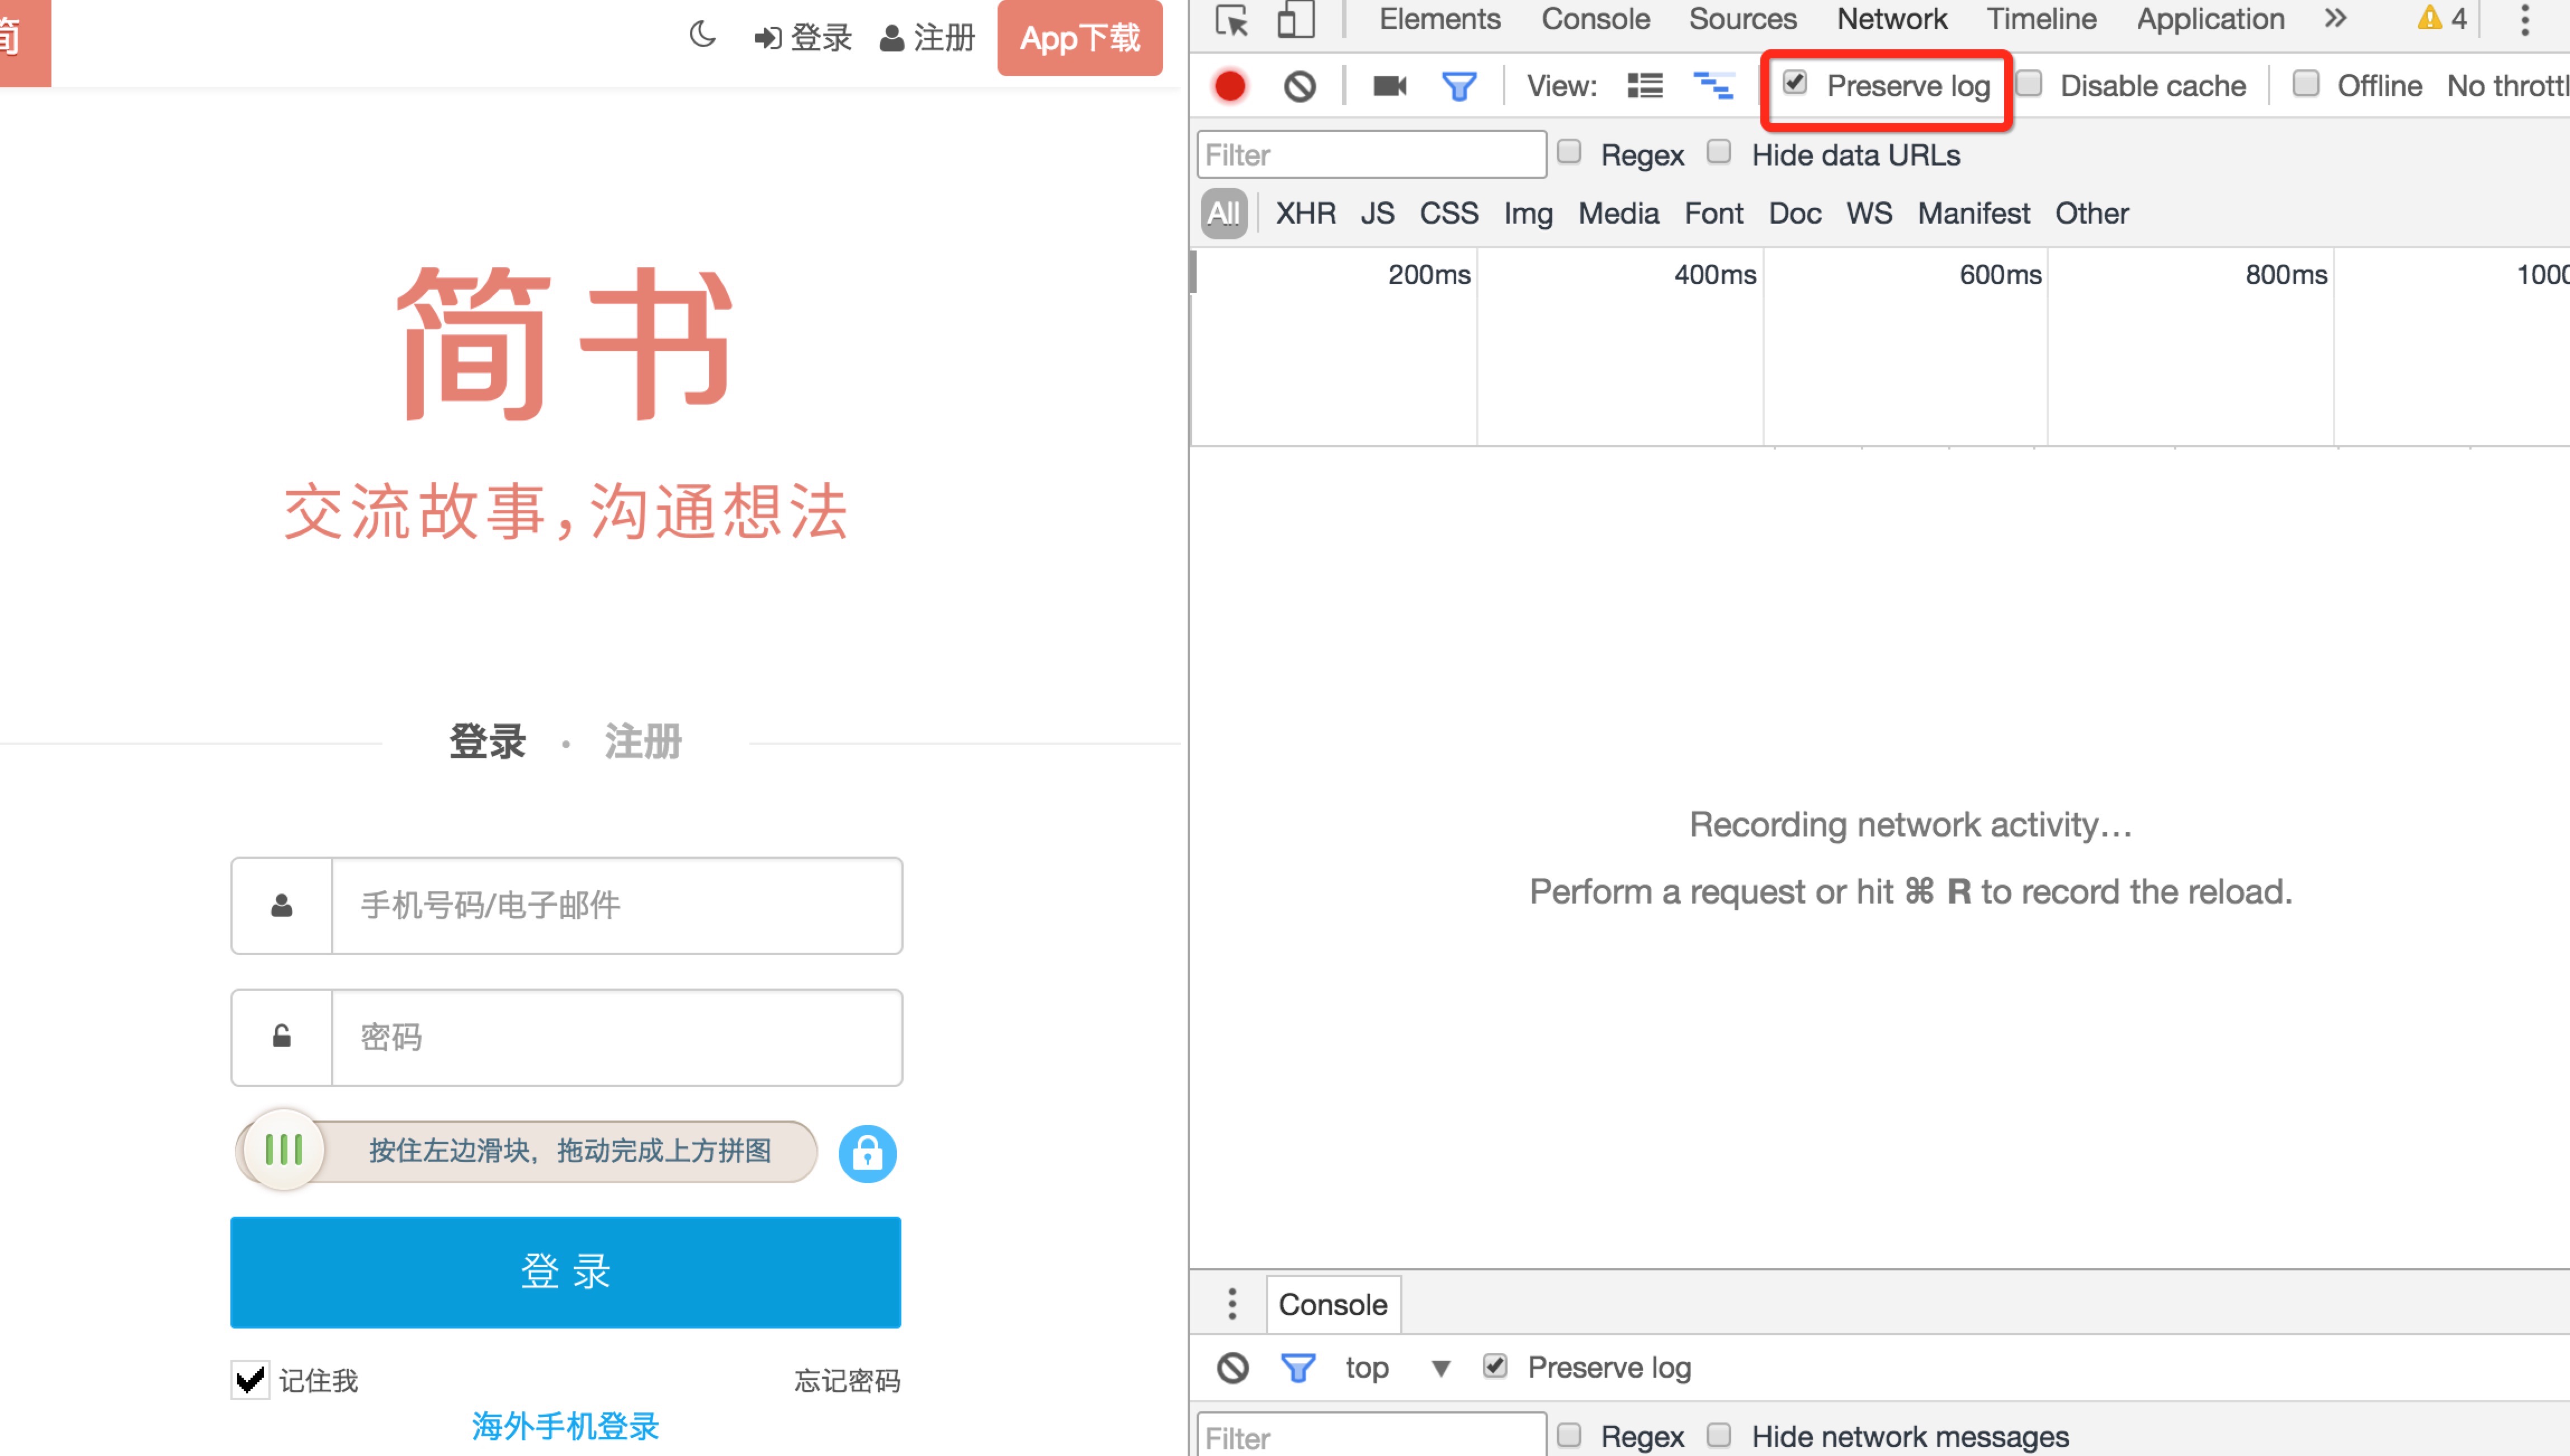 简
登录 注册 App下载
简书
交流故事，沟通想法
登录 · 注册
手机号码/电子邮件
密码
按住左边滑块，拖动完成上方拼图
登 录
记住我 忘记密码
海外手机登录
Elements Console Sources Network Timeline Application » 4
View: Preserve log Disable cache Offline No
Filter Regex Hide data URLs
All XHR JS CSS Img Media Font Doc WS Manifest Other
200ms 400ms 600ms 800ms
Recording network activity…
Perform a request or hit ⌘ R to record the reload.
Console
top ▼ Preserve log
Filter Regex Hide network messages